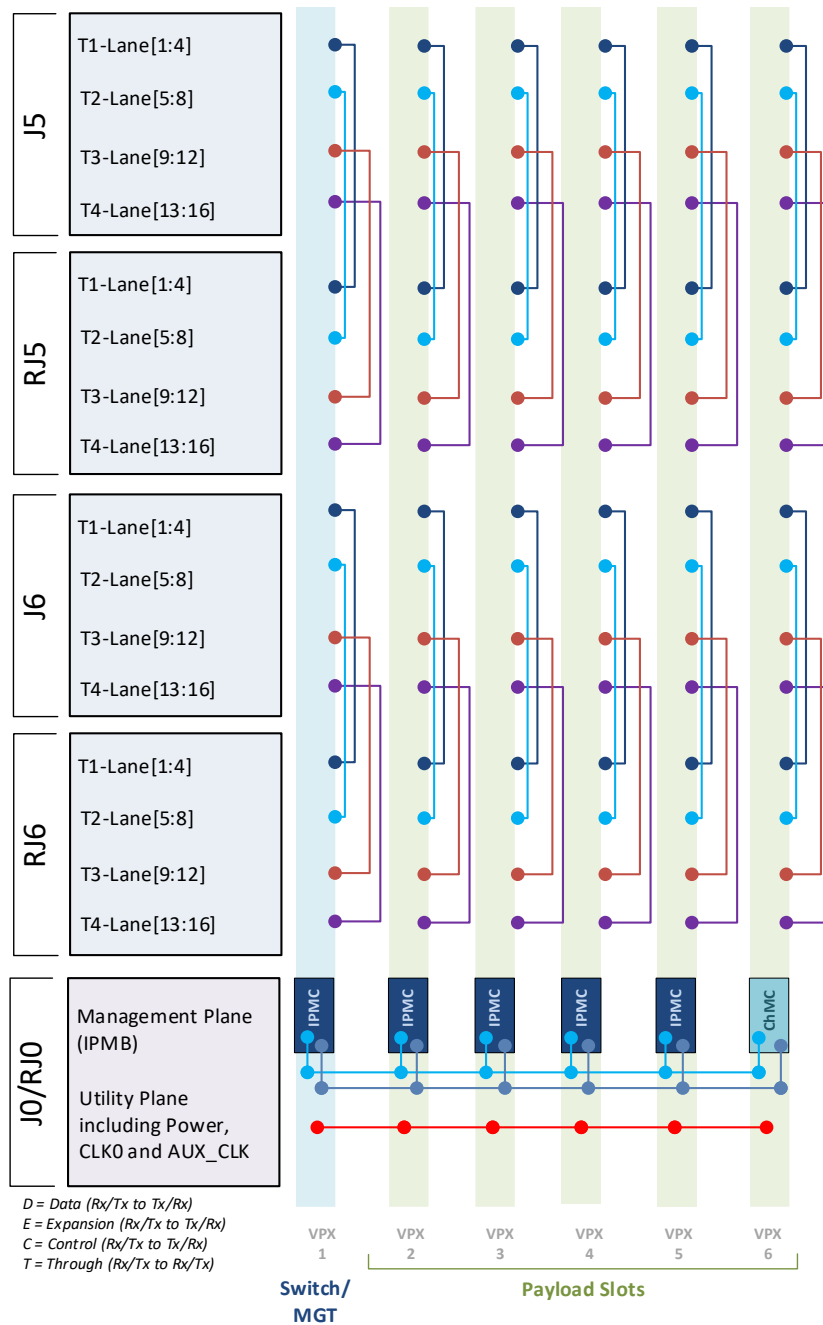 J5
T1-Lane[1:4]
T2-Lane[5:8]
T3-Lane[9:12]
T4-Lane[13:16]
RJ5
T1-Lane[1:4]
T2-Lane[5:8]
T3-Lane[9:12]
T4-Lane[13:16]
J6
T1-Lane[1:4]
T2-Lane[5:8]
T3-Lane[9:12]
T4-Lane[13:16]
RJ6
T1-Lane[1:4]
T2-Lane[5:8]
T3-Lane[9:12]
T4-Lane[13:16]
J0/RJ0
Management Plane
(IPMB)
Utility Plane
including Power,
CLK0 and AUX_CLK
IPMC
IPMC
IPMC
IPMC
IPMC
ChMC
D = Data (Rx/Tx to Tx/Rx)
E = Expansion (Rx/Tx to Tx/Rx)
C = Control (Rx/Tx to Tx/Rx)
T = Through (Rx/Tx to Rx/Tx)
VPX
1
VPX
2
VPX
3
VPX
4
VPX
5
VPX
6
Switch/
MGT
Payload Slots